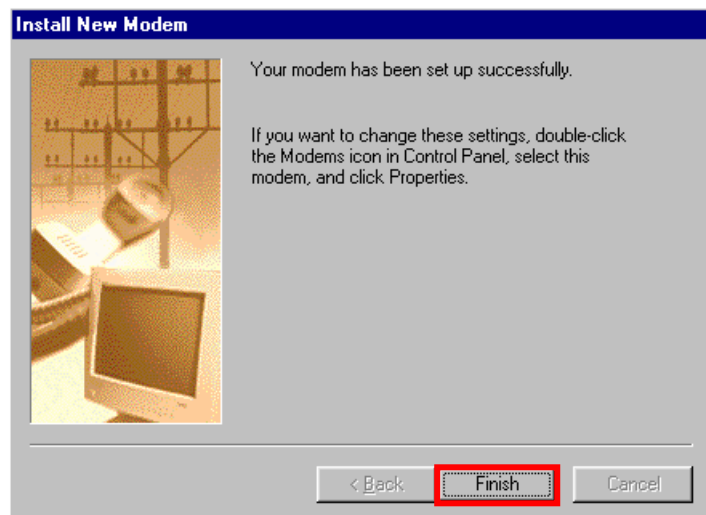 Install New Modem
Your modem has been set up successfully.
If you want to change these settings, double-click
the Modems icon in Control Panel, select this
modem, and click Properties.
< Back
Finish
Cancel